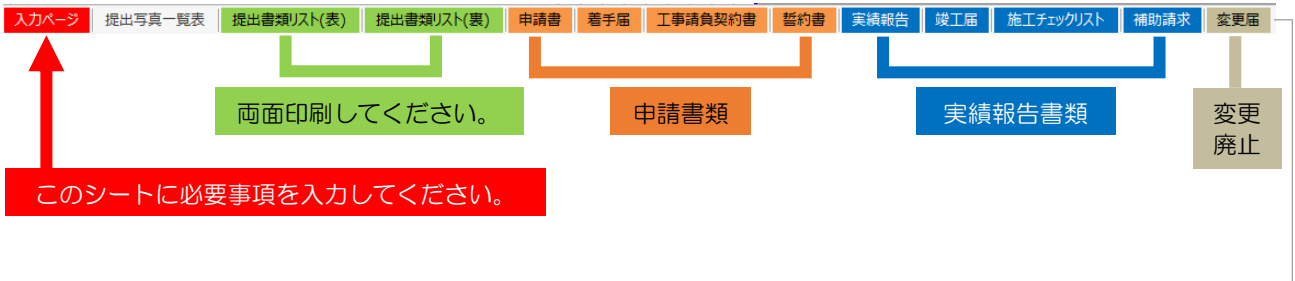 入力ページ 提出写真一覧表 提出書類リスト(表) 提出書類リスト(裏) 申請書 着手届 工事請負契約書 誓約書 実績報告 竣工届 施工チェックリスト 補助請求 変更届
両面印刷してください。 申請書類 実績報告書類 変更
廃止
このシートに必要事項を入力してください。